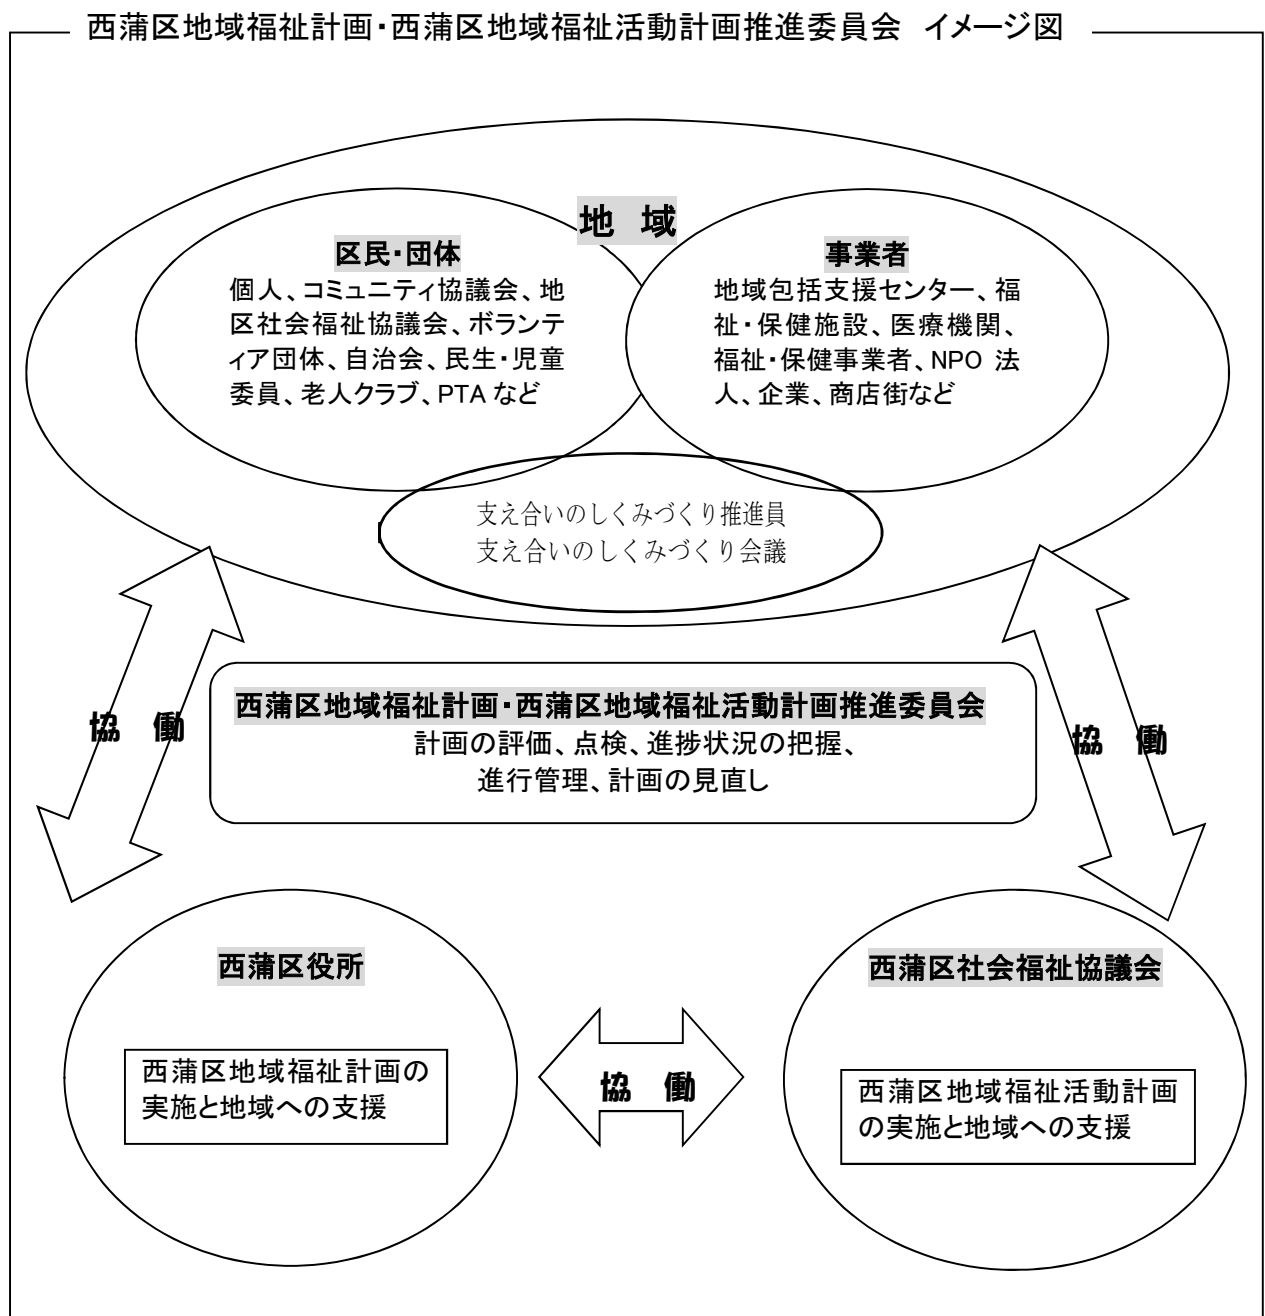 西蒲区地域福祉計画・西蒲区地域福祉活動計画推進委員会　イメージ図
地　域
区民・団体
個人、コミュニティ協議会、地
区社会福祉協議会、ボランテ
ィア団体、自治会、民生・児童
委員、老人クラブ、PTA など
事業者
地域包括支援センター、福
祉・保健施設、医療機関、
福祉・保健事業者、NPO 法
人、企業、商店街など
支え合いのしくみづくり推進員
支え合いのしくみづくり会議
協　働
西蒲区地域福祉計画・西蒲区地域福祉活動計画推進委員会
計画の評価、点検、進捗状況の把握、
進行管理、計画の見直し
協　働
西蒲区役所
西蒲区地域福祉計画の
実施と地域への支援
協　働
西蒲区社会福祉協議会
西蒲区地域福祉活動計画
の実施と地域への支援